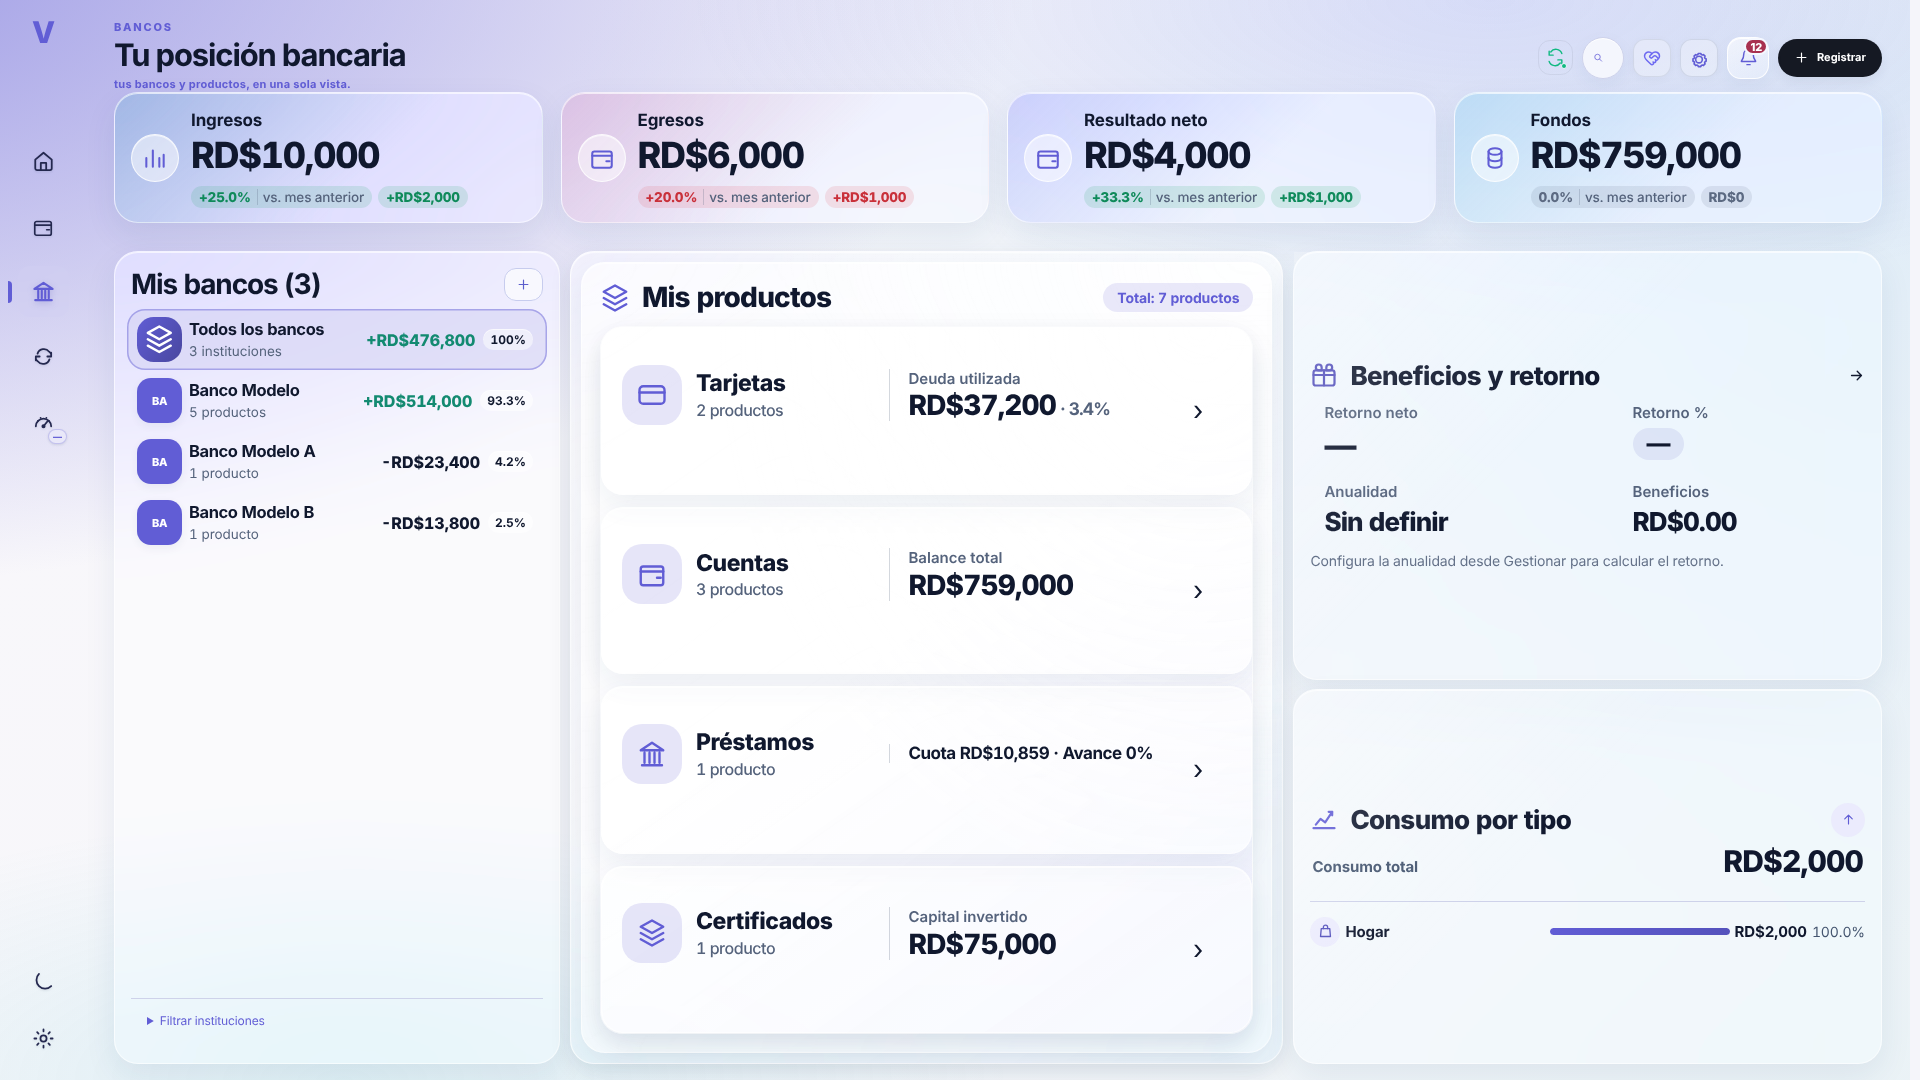 V
BANCOS
Tu posición bancaria
tus bancos y productos, en una sola vista.
12
+ Registrar
Ingresos
RD$10,000
+25.0% vs. mes anterior +RD$2,000
Egresos
RD$6,000
+20.0% vs. mes anterior +RD$1,000
Resultado neto
RD$4,000
+33.3% vs. mes anterior +RD$1,000
Fondos
RD$759,000
0.0% vs. mes anterior RD$0
Mis bancos (3)
+
Todos los bancos
3 instituciones
+RD$476,800 100%
BA
Banco Modelo
5 productos
+RD$514,000 93.3%
BA
Banco Modelo A
1 producto
-RD$23,400 4.2%
BA
Banco Modelo B
1 producto
-RD$13,800 2.5%
▶ Filtrar instituciones
Mis productos
Total: 7 productos
Tarjetas
2 productos
Deuda utilizada
RD$37,200 · 3.4%
›
Cuentas
3 productos
Balance total
RD$759,000
›
Préstamos
1 producto
Cuota RD$10,859 · Avance 0%
›
Certificados
1 producto
Capital invertido
RD$75,000
›
Beneficios y retorno
→
Retorno neto
—
Retorno %
—
Anualidad
Sin definir
Beneficios
RD$0.00
Configura la anualidad desde Gestionar para calcular el retorno.
Consumo por tipo
↑
Consumo total
RD$2,000
Hogar
RD$2,000 100.0%